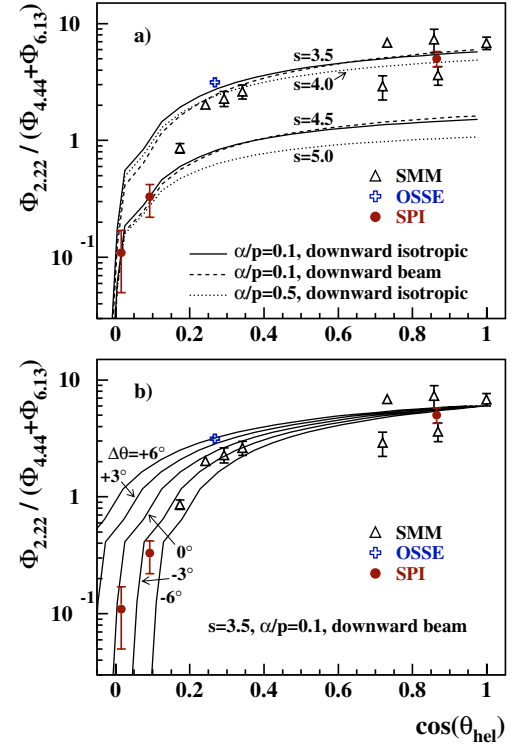 a)
Φ2.22 / (Φ4.44+Φ6.13)
10
1
10⁻¹
s=3.5
s=4.0
s=4.5
s=5.0
SMM
OSSE
SPI
α/p=0.1, downward isotropic
α/p=0.1, downward beam
α/p=0.5, downward isotropic
0 0.2 0.4 0.6 0.8 1
b)
Φ2.22 / (Φ4.44+Φ6.13)
10
1
10⁻¹
Δθ=+6°
+3°
0°
-3°
-6°
SMM
OSSE
SPI
s=3.5, α/p=0.1, downward beam
0 0.2 0.4 0.6 0.8 1
cos(θhel)